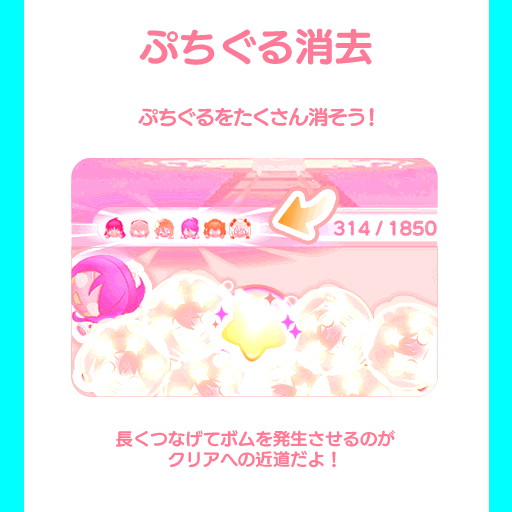 ぷちぐる消去
ぷちぐるをたくさん消そう！
314 / 1850
長くつなげてボムを発生させるのが
クリアへの近道だよ！